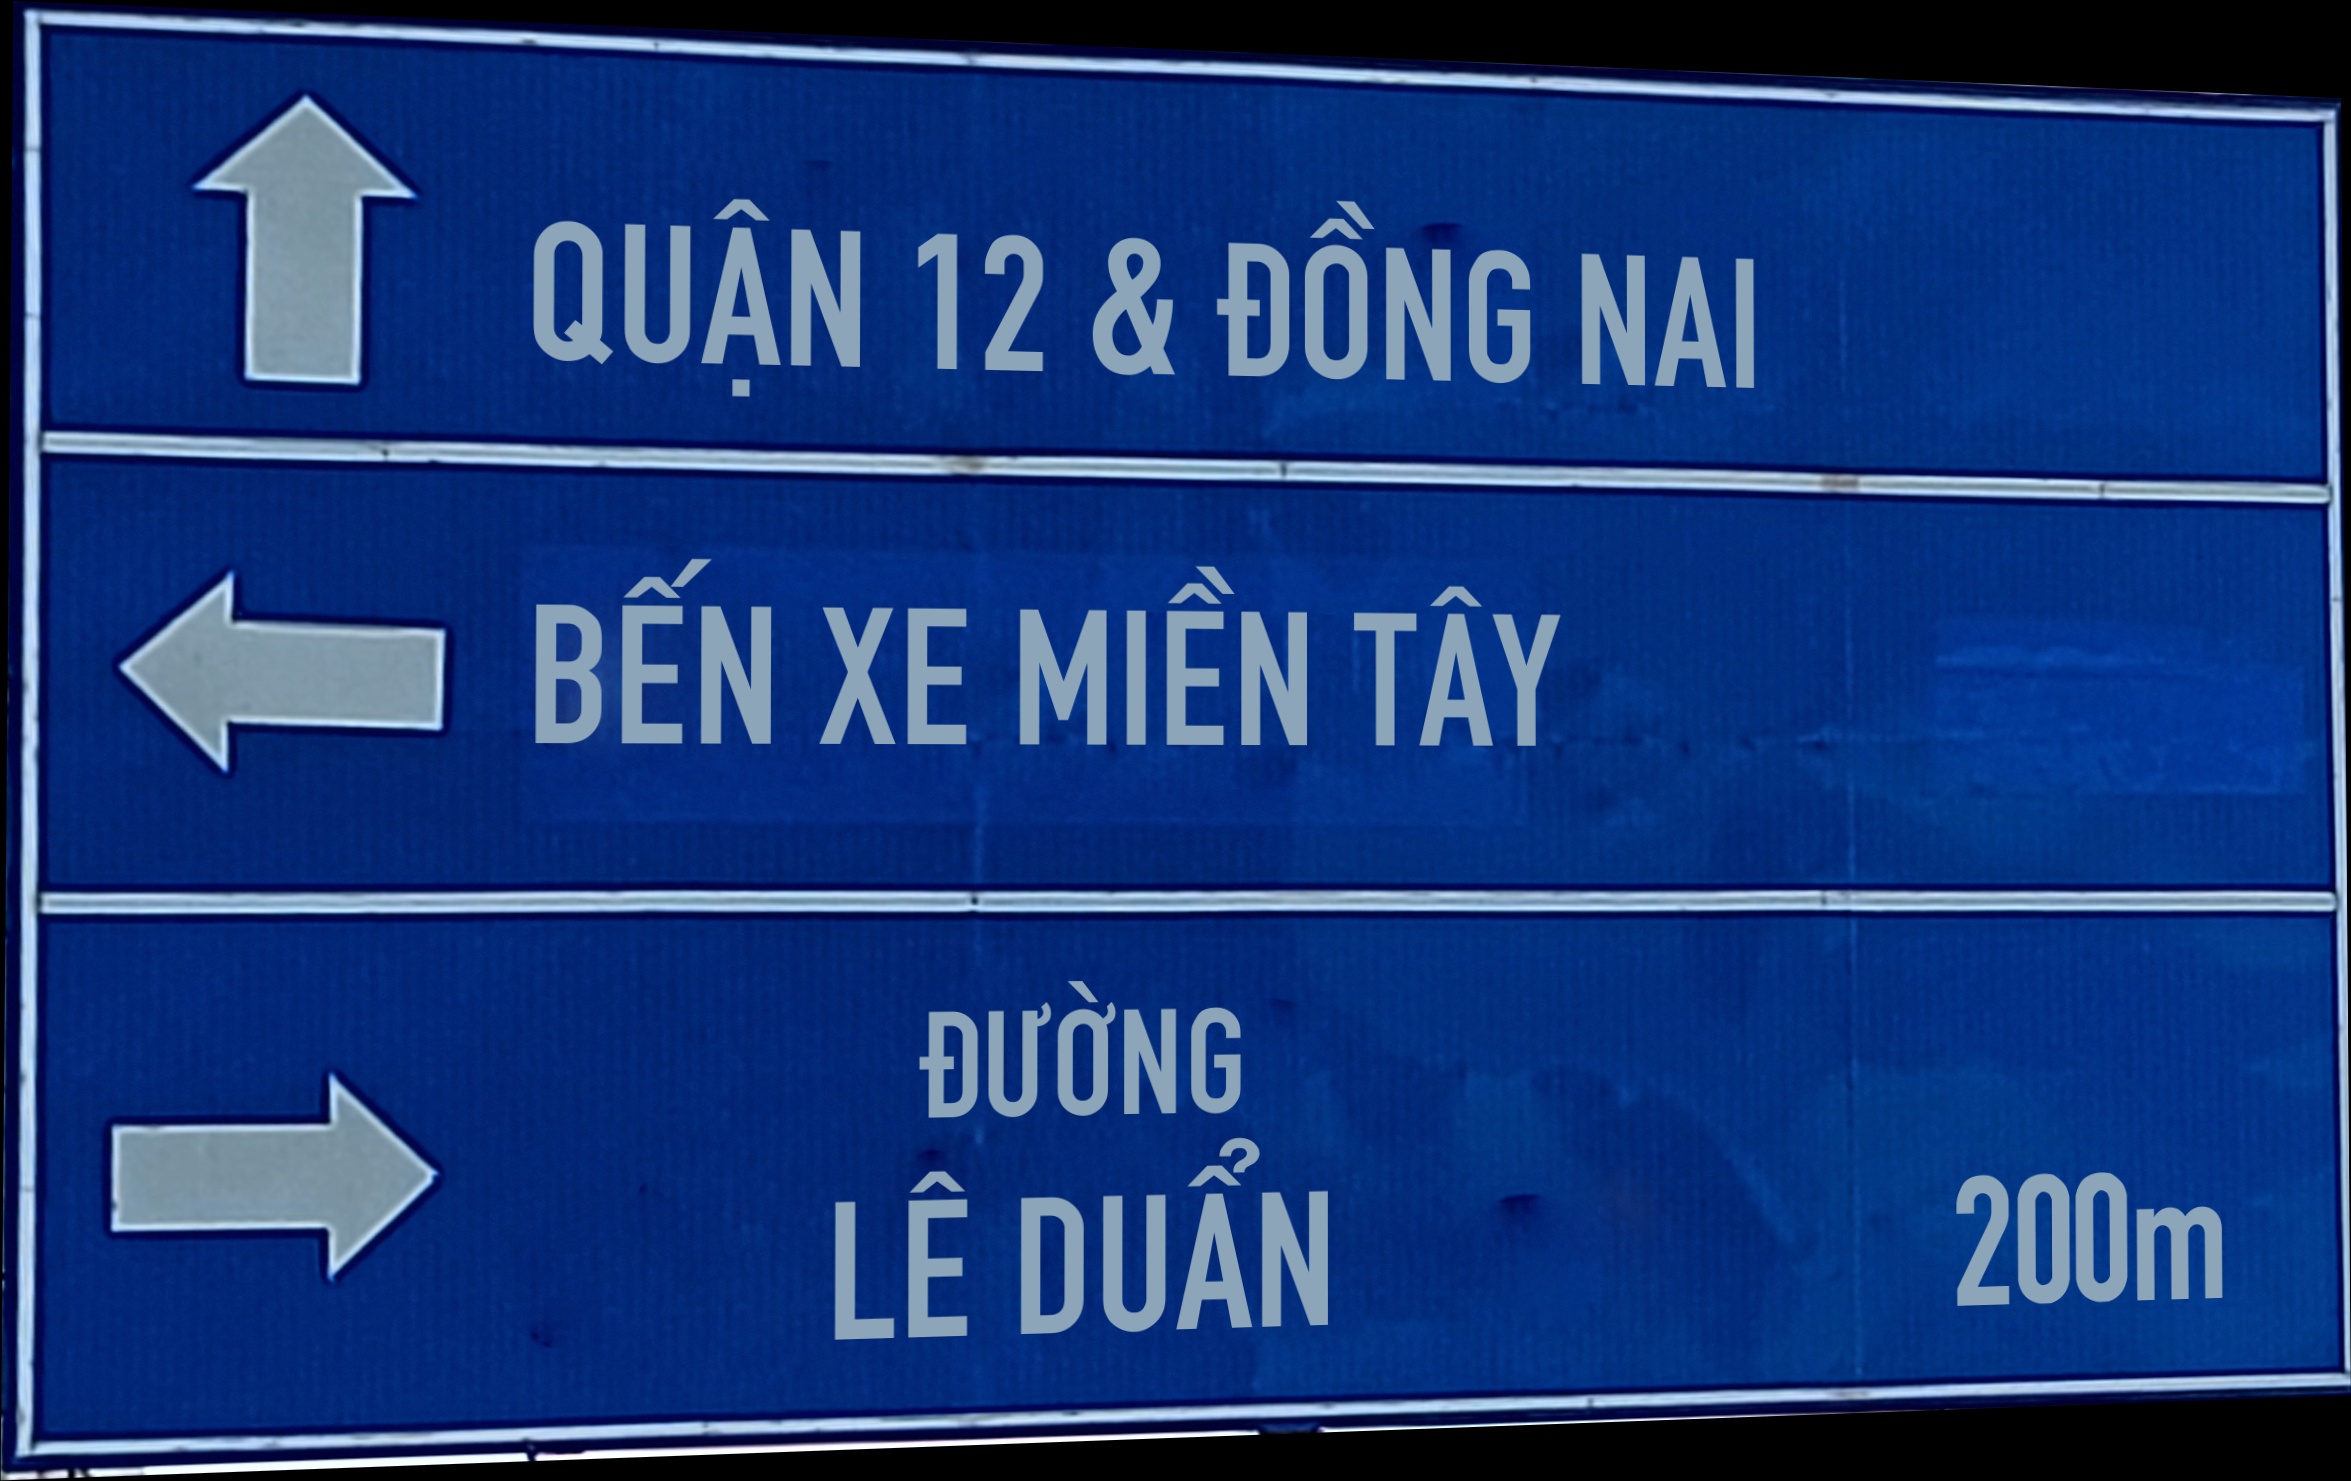 QUẬN 12 & ĐỒNG NAI
BẾN XE MIỀN TÂY
ĐƯỜNG
LÊ DUẨN
200m